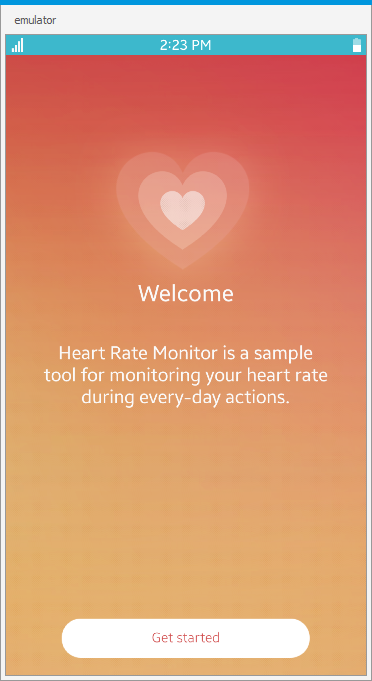 emulator
2:23 PM
Welcome
Heart Rate Monitor is a sample
tool for monitoring your heart rate
during every-day actions.
Get started